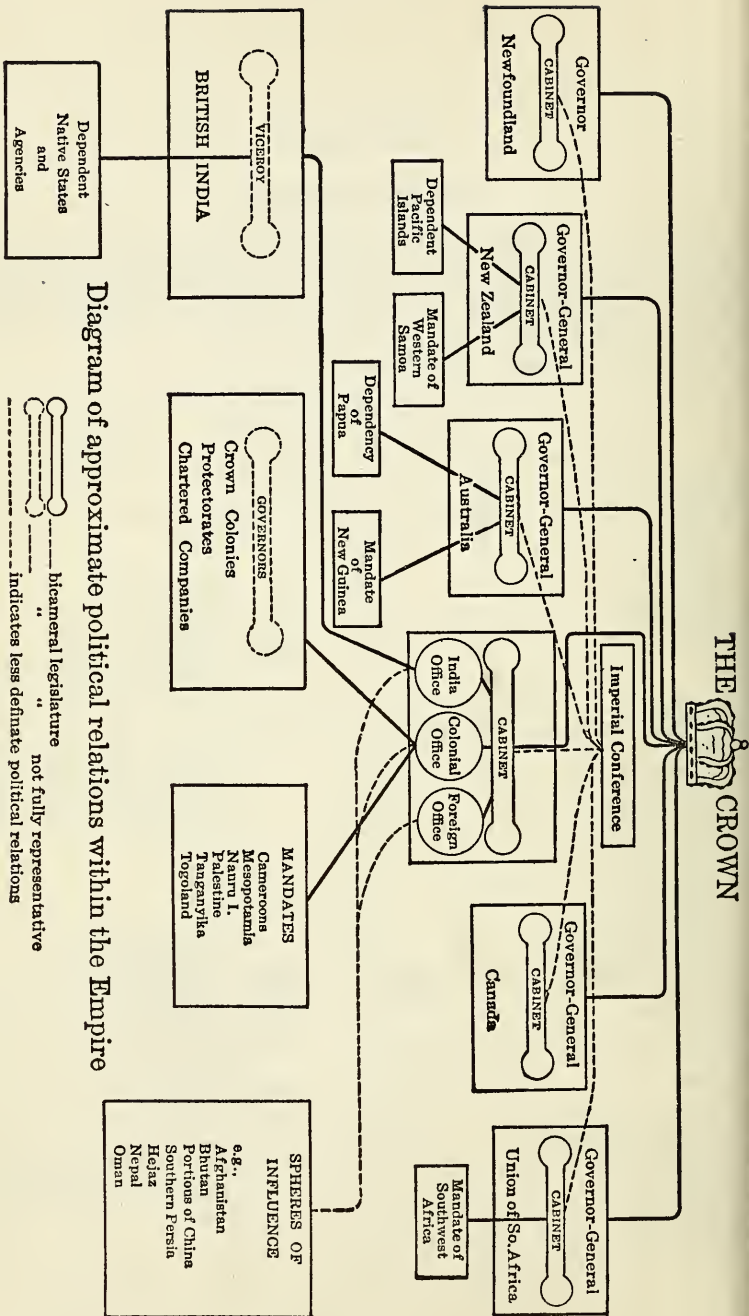 THE CROWN
Imperial Conference
Governor
CABINET
Newfoundland
Governor-General
CABINET
New Zealand
Dependent
Pacific
Islands
Mandate of
Western
Samoa
Governor-General
CABINET
Australia
Dependency
of
Papua
Mandate
of
New Guinea
CABINET
India
Office
Colonial
Office
Foreign
Office
Governor-General
CABINET
Canada
Governor-General
CABINET
Union of So. Africa
Mandate of
Southwest
Africa
VICEROY
BRITISH INDIA
Dependent
Native States
and
Agencies
GOVERNORS
Crown Colonies
Protectorates
Chartered Companies
MANDATES
Cameroons
Mesopotamia
Nauru I.
Palestine
Tanganyika
Togoland
SPHERES OF
INFLUENCE
e.g.,
Afghanistan
Bhutan
Portions of China
Southern Persia
Hejaz
Nepal
Oman
Diagram of approximate political relations within the Empire
bicameral legislature
" " not fully representative
indicates less definate political relations